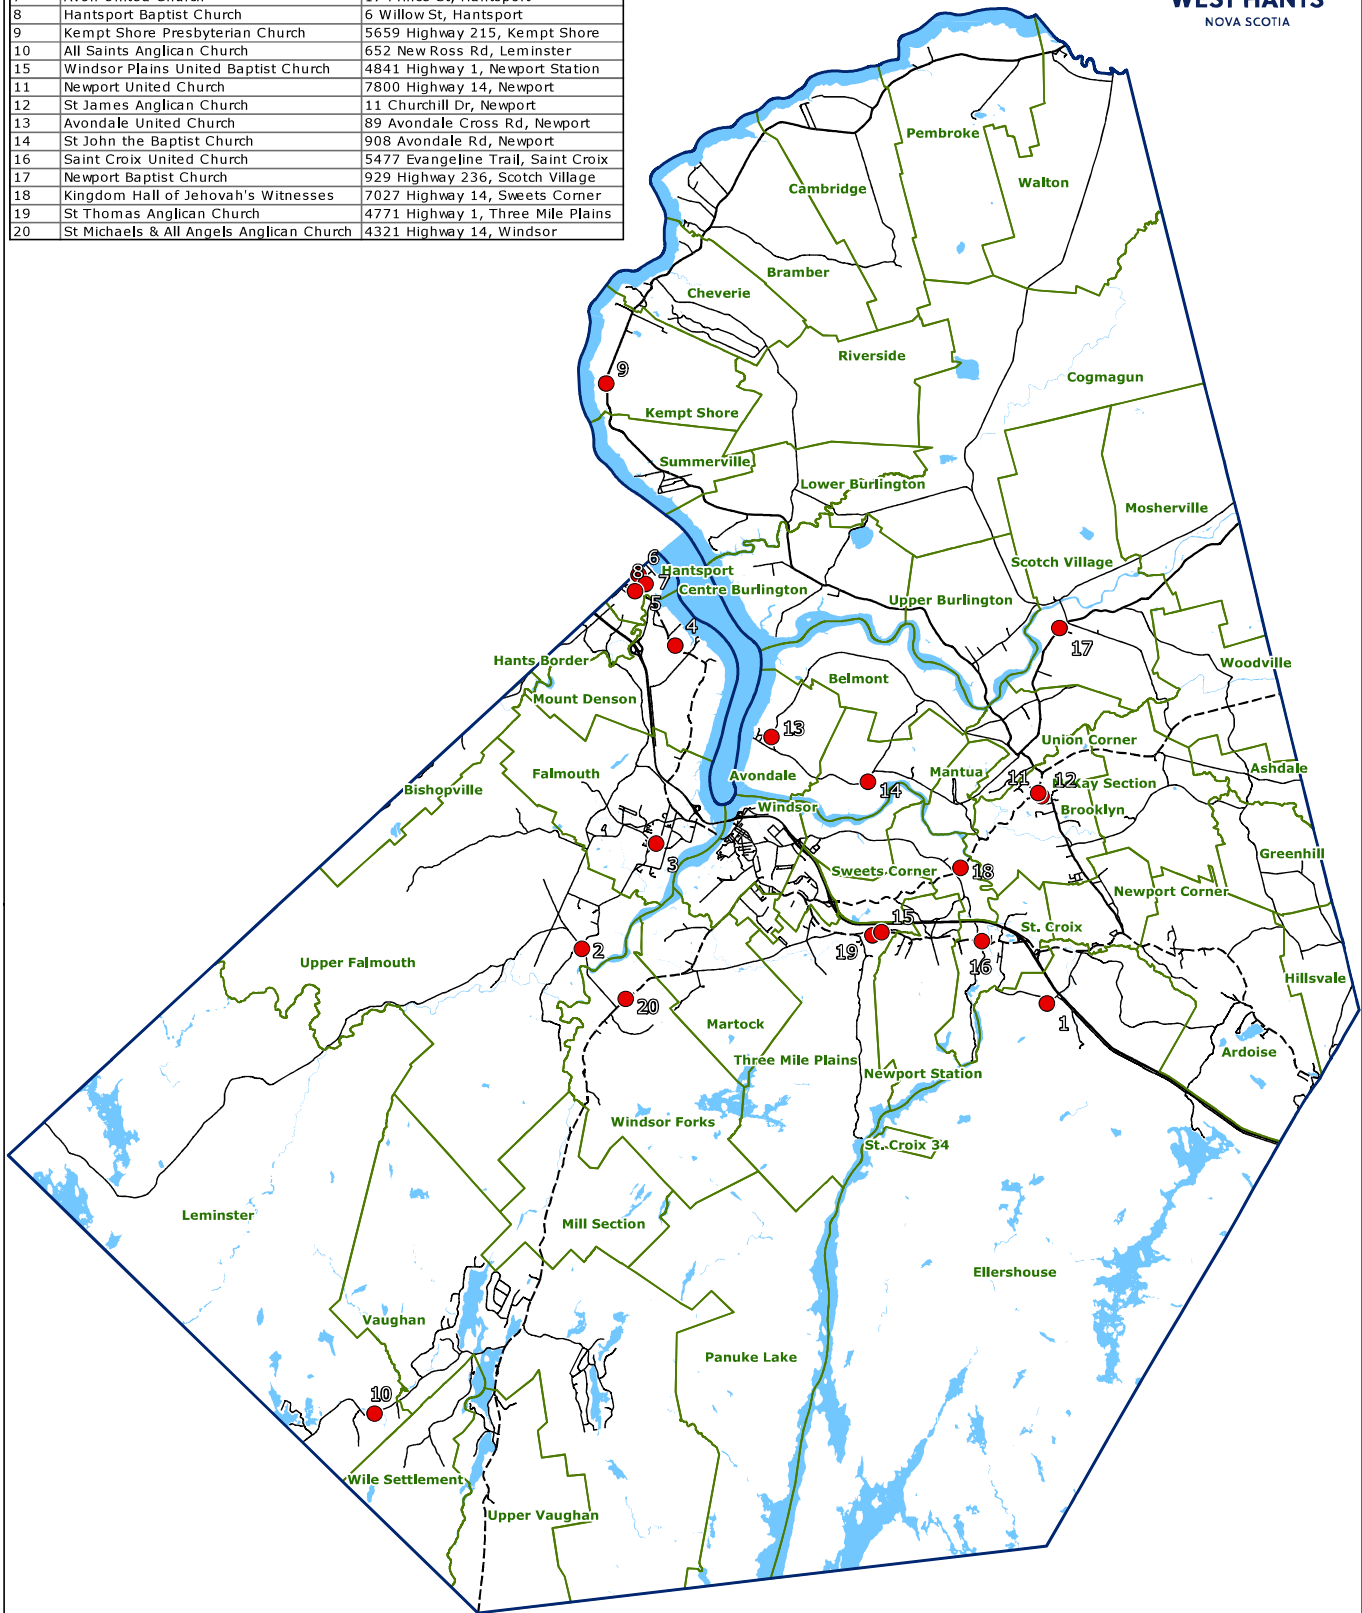 8 Hantsport Baptist Church 6 Willow St, Hantsport
9 Kempt Shore Presbyterian Church 5659 Highway 215, Kempt Shore
10 All Saints Anglican Church 652 New Ross Rd, Leminster
15 Windsor Plains United Baptist Church 4841 Highway 1, Newport Station
11 Newport United Church 7800 Highway 14, Newport
12 St James Anglican Church 11 Churchill Dr, Newport
13 Avondale United Church 89 Avondale Cross Rd, Newport
14 St John the Baptist Church 908 Avondale Rd, Newport
16 Saint Croix United Church 5477 Evangeline Trail, Saint Croix
17 Newport Baptist Church 929 Highway 236, Scotch Village
18 Kingdom Hall of Jehovah's Witnesses 7027 Highway 14, Sweets Corner
19 St Thomas Anglican Church 4771 Highway 1, Three Mile Plains
20 St Michaels & All Angels Anglican Church 4321 Highway 14, Windsor
WEST HANTS
NOVA SCOTIA
Pembroke
Walton
Cambridge
Bramber
Cheverie
Riverside
Cogmagun
9
Kempt Shore
Summerville
Lower Burlington
Mosherville
6
Scotch Village
8
Hantsport
7
Centre Burlington
5
Upper Burlington
4
17
Hants Border
Woodville
Belmont
Mount Denson
13
Union Corner
Ashdale
Falmouth
Avondale
Mantua
11
12
Kay Section
14
Bishopville
Windsor
Brooklyn
3
Greenhill
Sweets Corner
18
Newport Corner
15
St. Croix
19
2
16
Upper Falmouth
Hillsvale
20
1
Martock
Ardoise
Three Mile Plains
Newport Station
Windsor Forks
St. Croix 34
Leminster
Mill Section
Ellershouse
Vaughan
Panuke Lake
10
Wile Settlement
Upper Vaughan